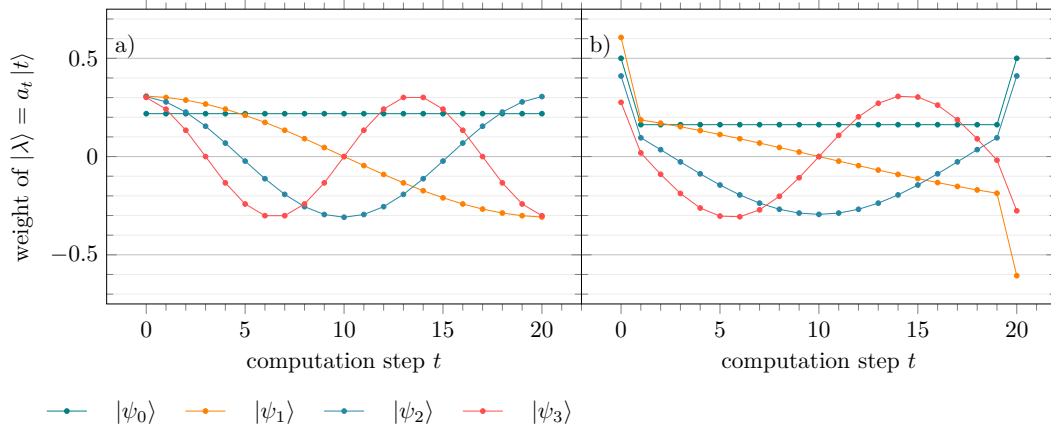 weight of |λ⟩ = a_t |t⟩
a)
b)
0.5
0
−0.5
0 5 10 15 20
0 5 10 15 20
computation step t
computation step t
|ψ₀⟩ |ψ₁⟩ |ψ₂⟩ |ψ₃⟩